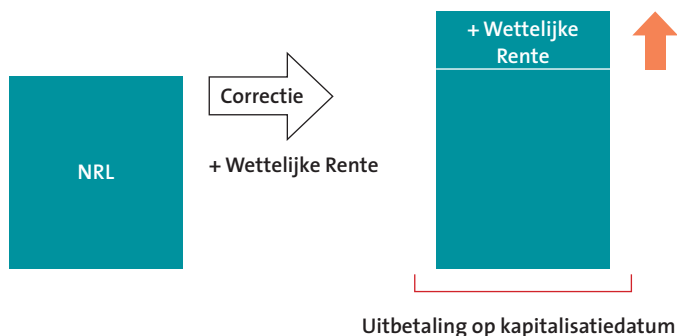 NRL
Correctie
+ Wettelijke Rente
+ Wettelijke
Rente
Uitbetaling op kapitalisatiedatum